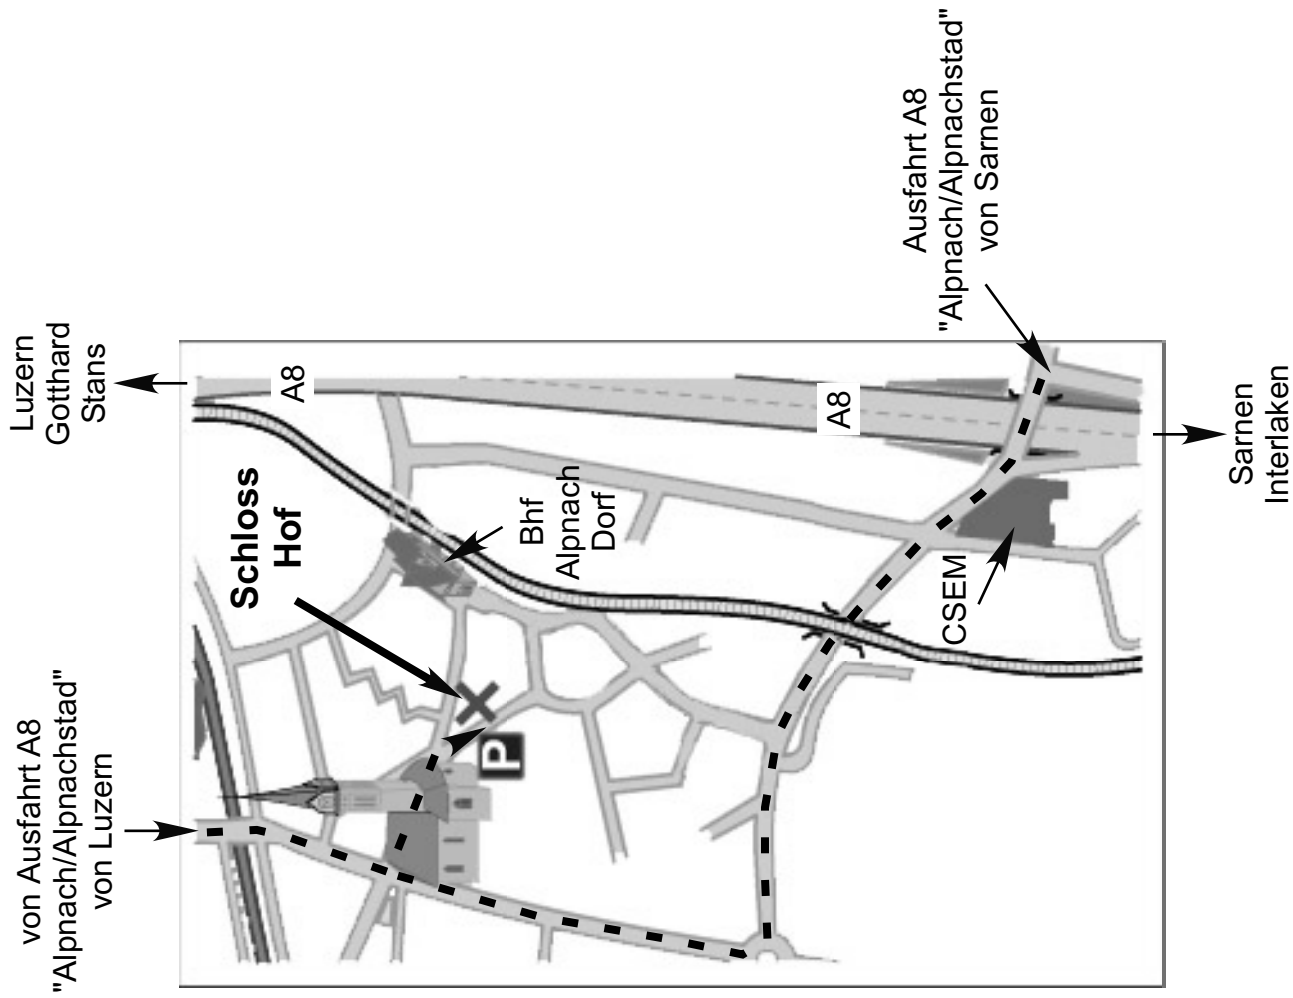 von Ausfahrt A8
"Alpnach/Alpnachstad"
von Luzern
Luzern
Gotthard
Stans
A8
Schloss
Hof
Bhf
Alpnach
Dorf
P
A8
CSEM
Ausfahrt A8
"Alpnach/Alpnachstad"
von Sarnen
Sarnen
Interlaken